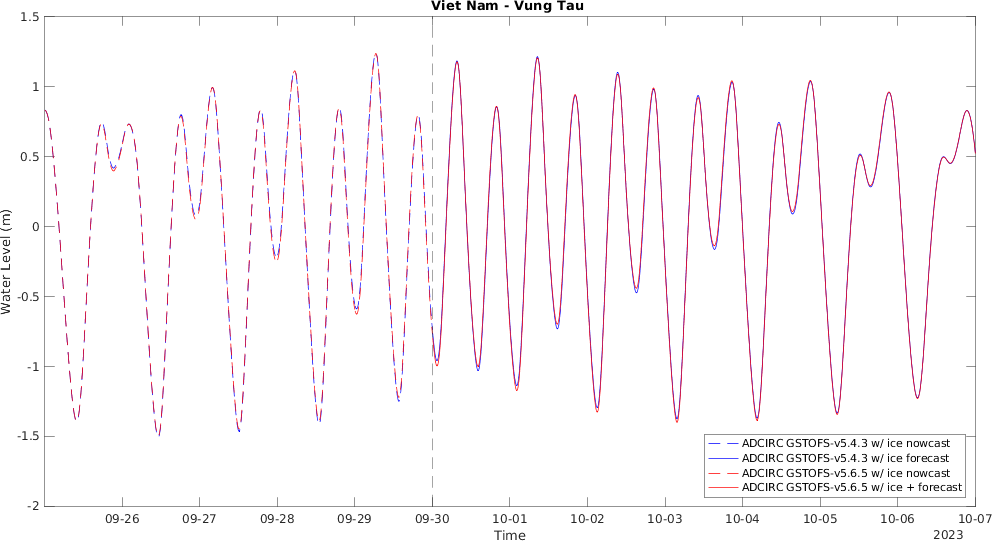 Viet Nam - Vung Tau
1.5
1
0.5
0
-0.5
-1
-1.5
-2
Water Level (m)
09-26 09-27 09-28 09-29 09-30 10-01 10-02 10-03 10-04 10-05 10-06 10-07
Time
2023
ADCIRC GSTOFS-v5.4.3 w/ ice nowcast
ADCIRC GSTOFS-v5.4.3 w/ ice forecast
ADCIRC GSTOFS-v5.6.5 w/ ice nowcast
ADCIRC GSTOFS-v5.6.5 w/ ice + forecast